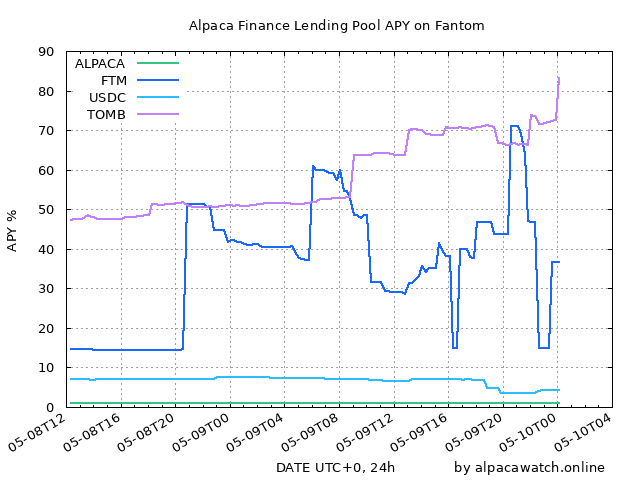 Alpaca Finance Lending Pool APY on Fantom
90
80
70
60
50
40
30
20
10
0
APY %
ALPACA
FTM
USDC
TOMB
05-08T12
05-08T16
05-08T20
05-09T00
05-09T04
05-09T08
05-09T12
05-09T16
05-09T20
05-10T00
05-10T04
DATE UTC+0, 24h
by alpacawatch.online